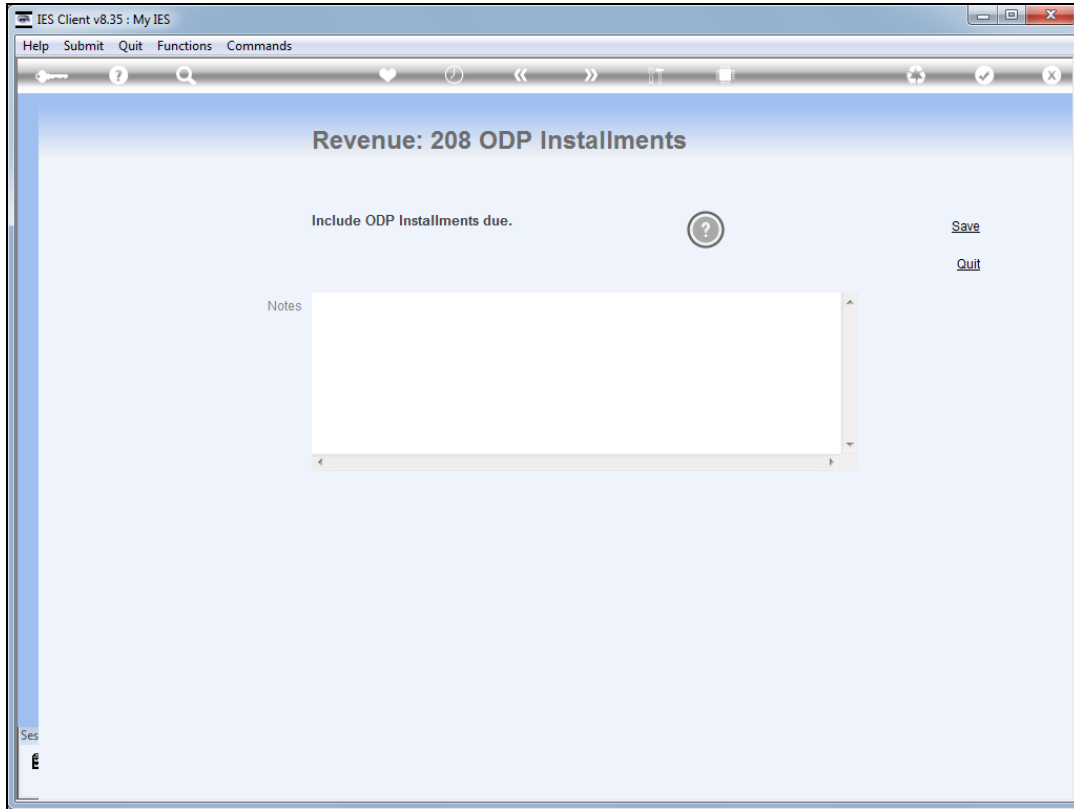 IES Client v8.35 : My IES
Help Submit Quit Functions Commands
Revenue: 208 ODP Installments
Include ODP Installments due.
?
Save
Quit
Notes
Ses